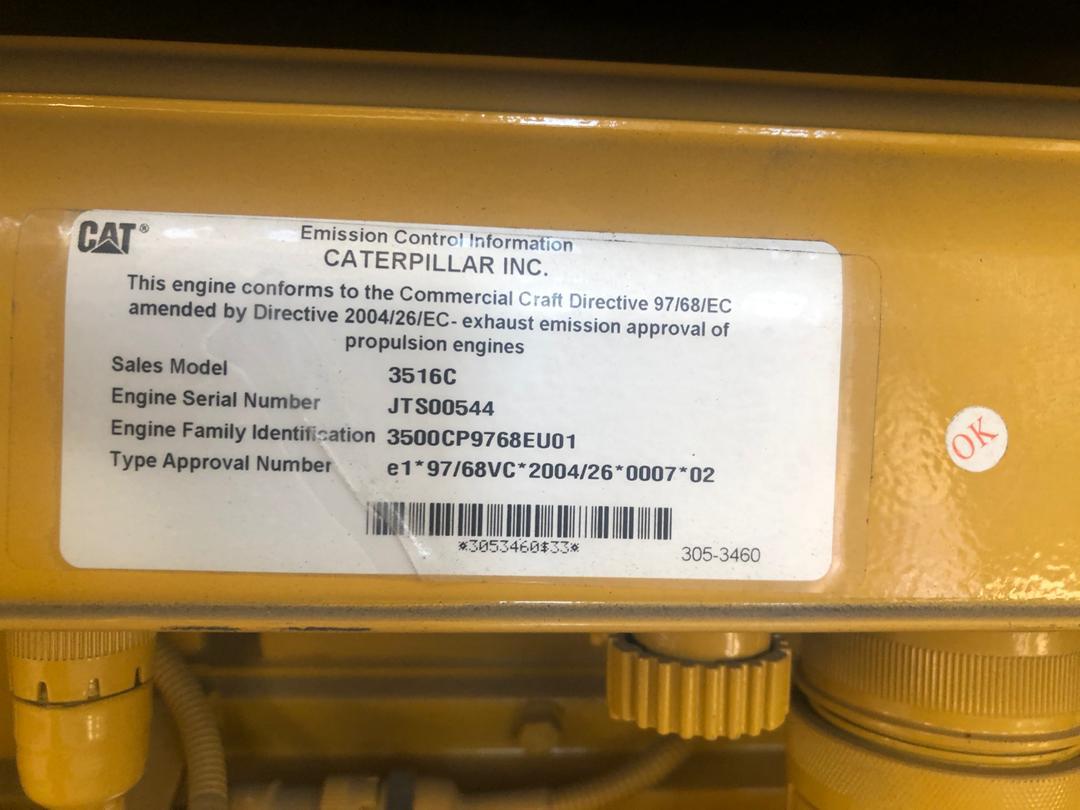 CAT®
Emission Control Information
CATERPILLAR INC.
This engine conforms to the Commercial Craft Directive 97/68/EC
amended by Directive 2004/26/EC- exhaust emission approval of
propulsion engines
Sales Model 3516C
Engine Serial Number JTS00544
Engine Family Identification 3500CP9768EU01
Type Approval Number e1*97/68VC*2004/26*0007*02
*3053460$33*
305-3460
OK